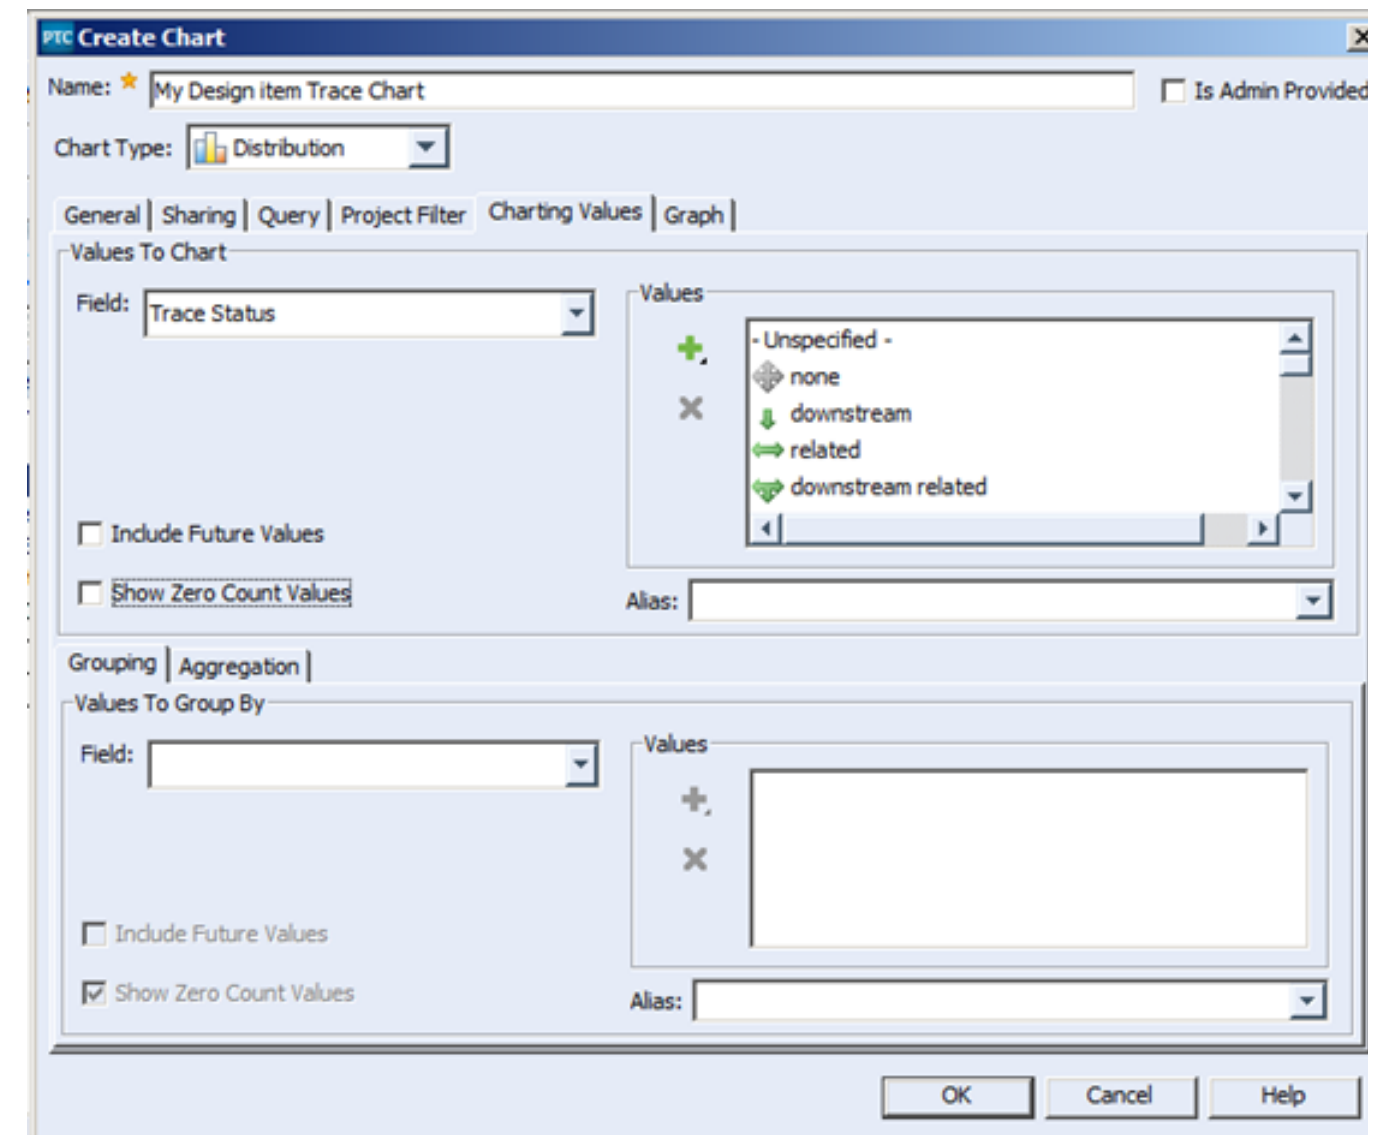 PTC Create Chart
Name: My Design item Trace Chart Is Admin Provided
Chart Type: Distribution
General Sharing Query Project Filter Charting Values Graph
Values To Chart
Field: Trace Status
Values
- Unspecified -
none
downstream
related
downstream related
Include Future Values
Show Zero Count Values
Alias:
Grouping Aggregation
Values To Group By
Field:
Values
Include Future Values
Show Zero Count Values
Alias:
OK Cancel Help